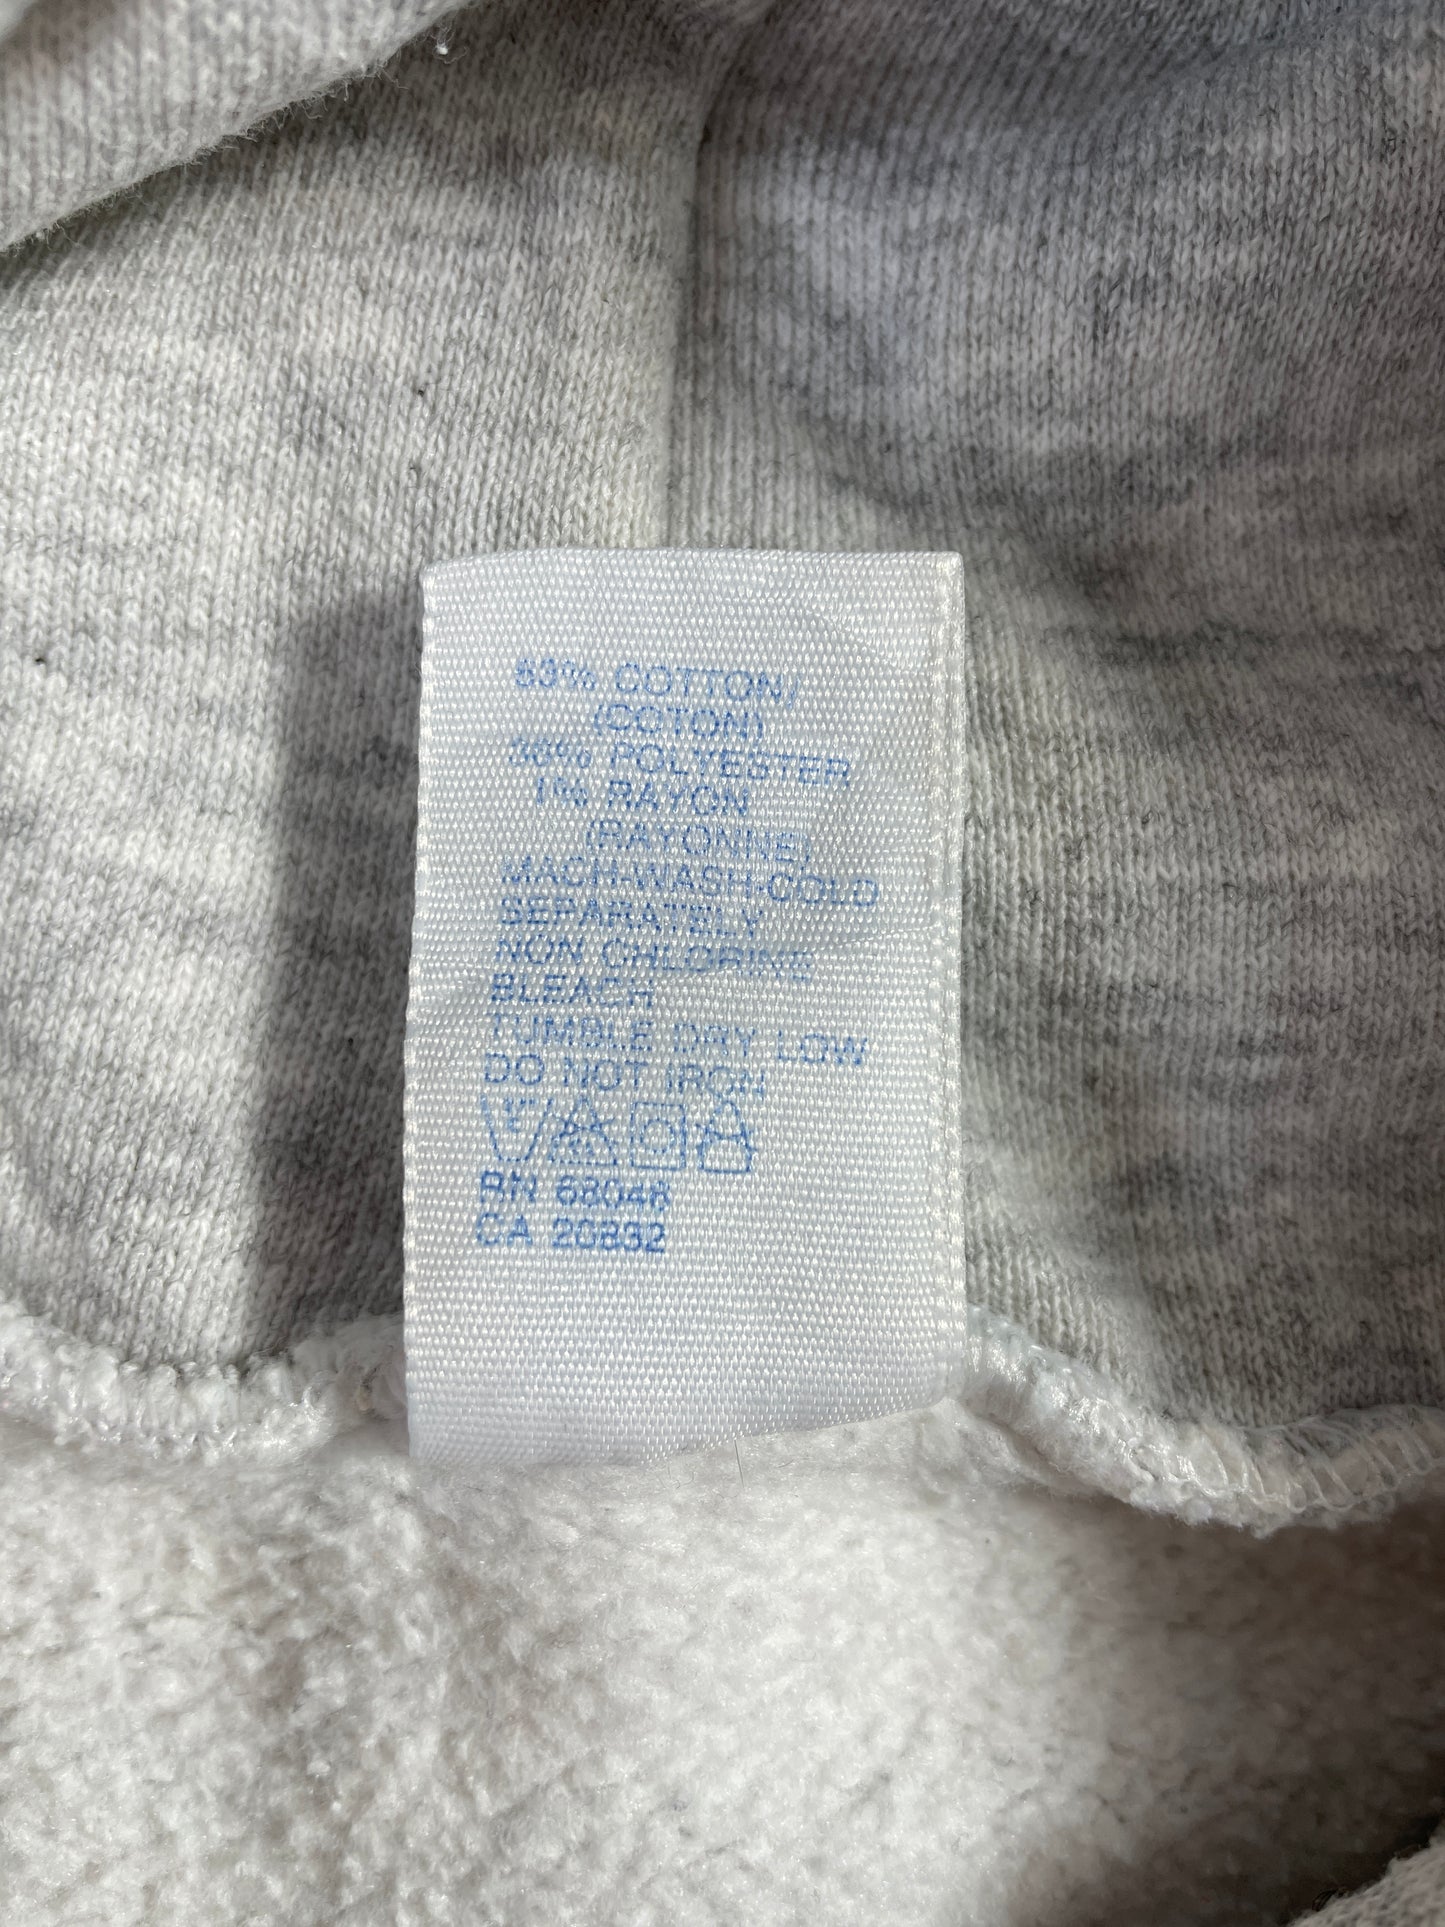 63% COTTON/
(COTON)
36% POLYESTER
1% RAYON
(RAYONNE)
MACH-WASH-COLD
SEPARATELY
NON CHLORINE
BLEACH
TUMBLE DRY LOW
DO NOT IRON
RN 68048
CA 20832